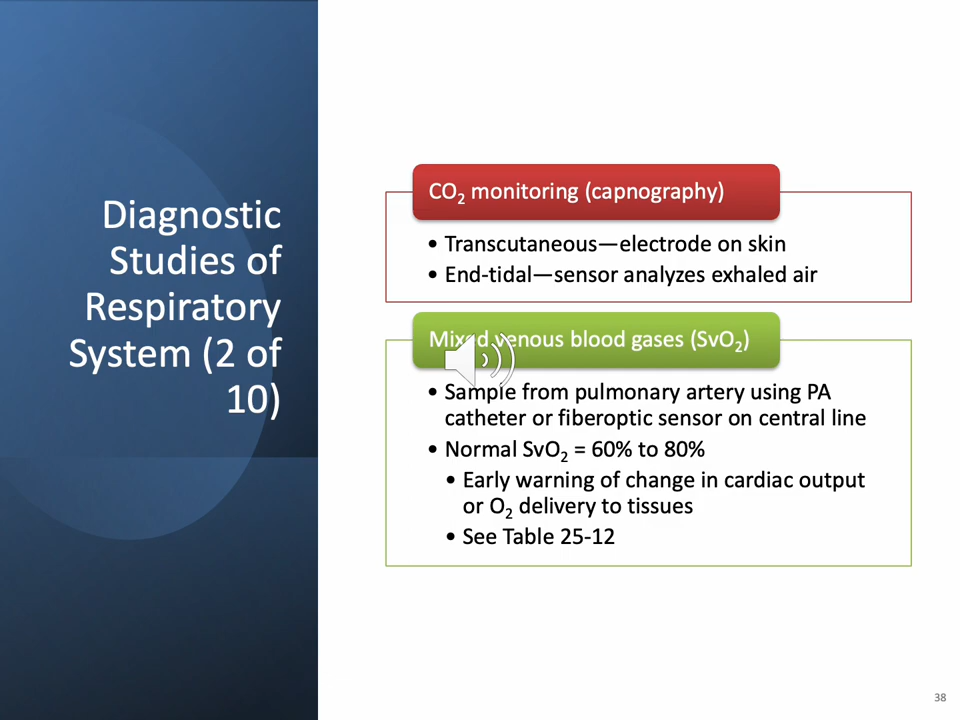 Diagnostic
Studies of
Respiratory
System (2 of
10)
CO₂ monitoring (capnography)
• Transcutaneous—electrode on skin
• End-tidal—sensor analyzes exhaled air
Mixed venous blood gases (SvO₂)
• Sample from pulmonary artery using PA
catheter or fiberoptic sensor on central line
• Normal SvO₂ = 60% to 80%
• Early warning of change in cardiac output
or O₂ delivery to tissues
• See Table 25-12
38